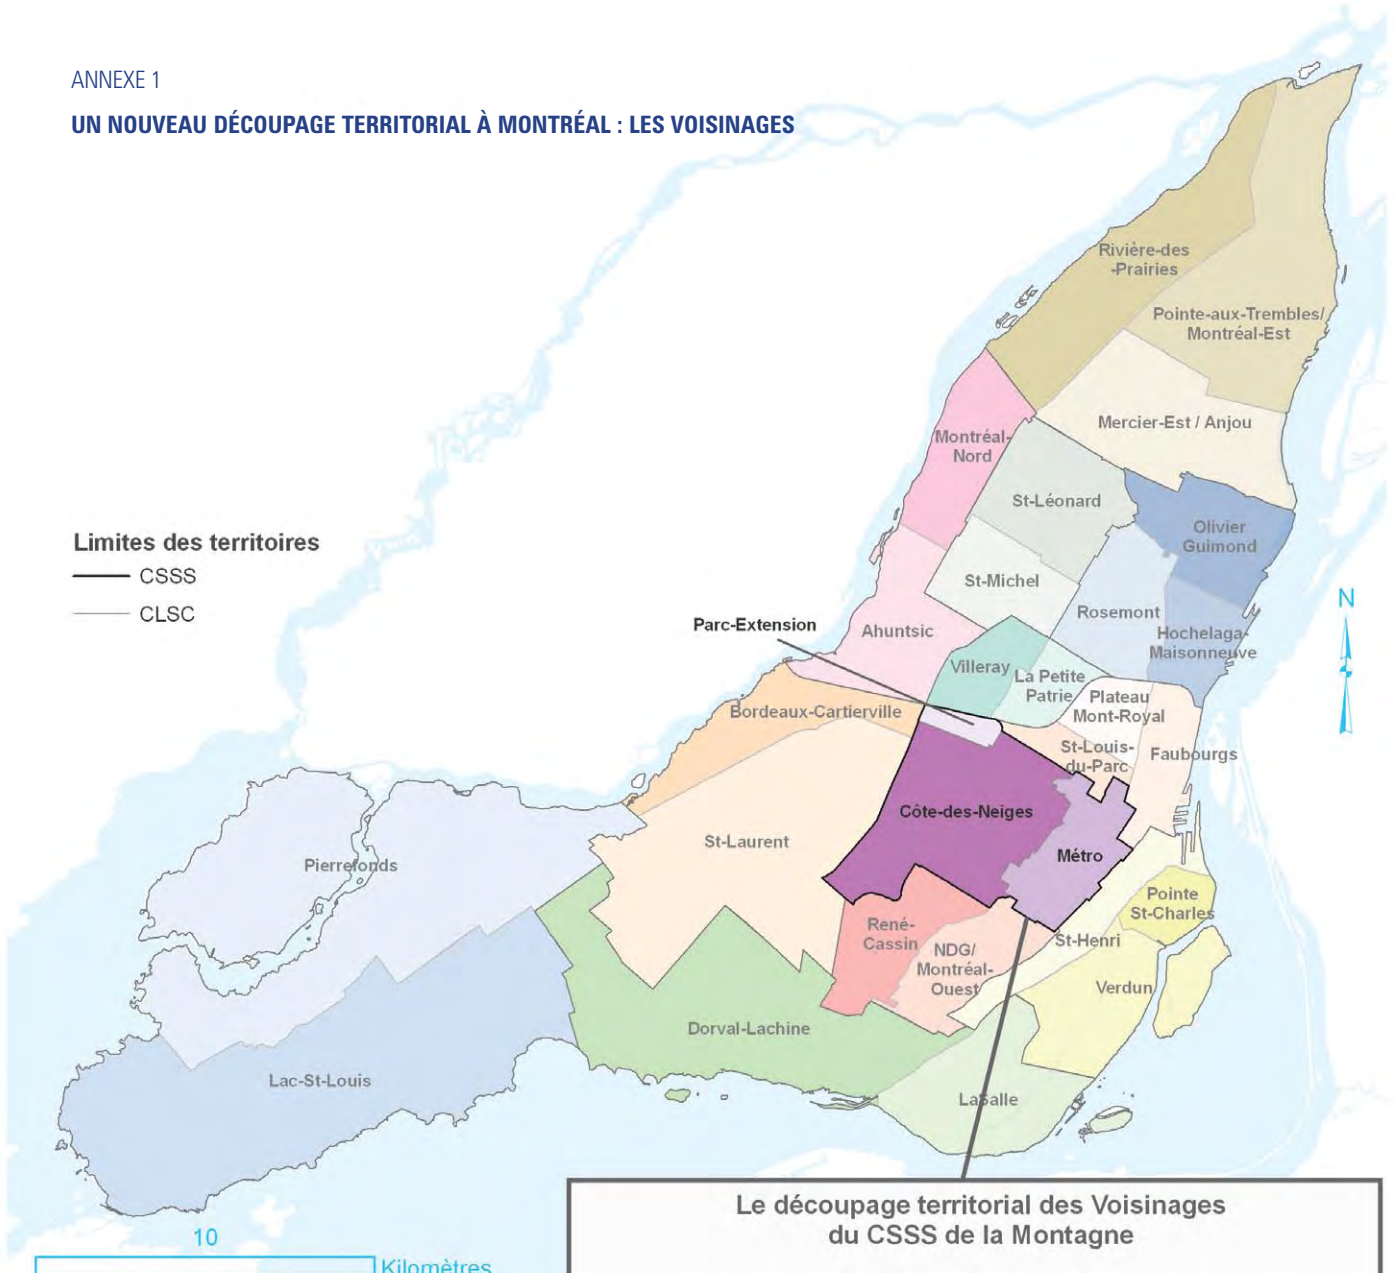 ANNEXE 1
UN NOUVEAU DÉCOUPAGE TERRITORIAL À MONTRÉAL : LES VOISINAGES
Rivière-des
-Prairies
Pointe-aux-Trembles/
Montréal-Est
Mercier-Est / Anjou
Montréal-
Nord
St-Léonard
Olivier
Guimond
Limites des territoires
CSSS
CLSC
St-Michel
Rosemont
N
Parc-Extension
Ahuntsic
Hochelaga-
Maisonneuve
Villeray
La Petite
Patrie
Plateau
Mont-Royal
Bordeaux-Cartierville
St-Louis-
du-Parc
Faubourgs
Côte-des-Neiges
St-Laurent
Métro
Pierrefonds
Pointe
St-Charles
René-
Cassin
St-Henri
NDG/
Montréal-
Ouest
Verdun
Dorval-Lachine
Lac-St-Louis
LaSalle
Le découpage territorial des Voisinages
du CSSS de la Montagne
10
Kilomètres